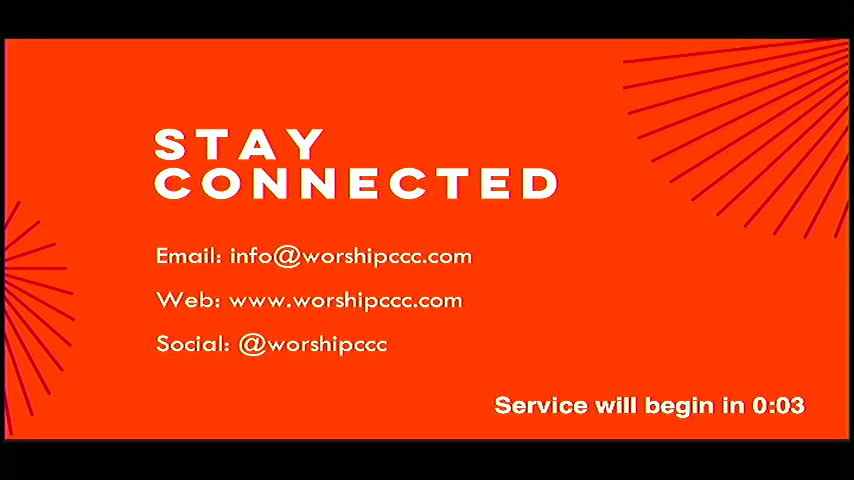 STAY
CONNECTED
Email: info@worshipccc.com
Web: www.worshipccc.com
Social: @worshipccc
Service will begin in 0:03